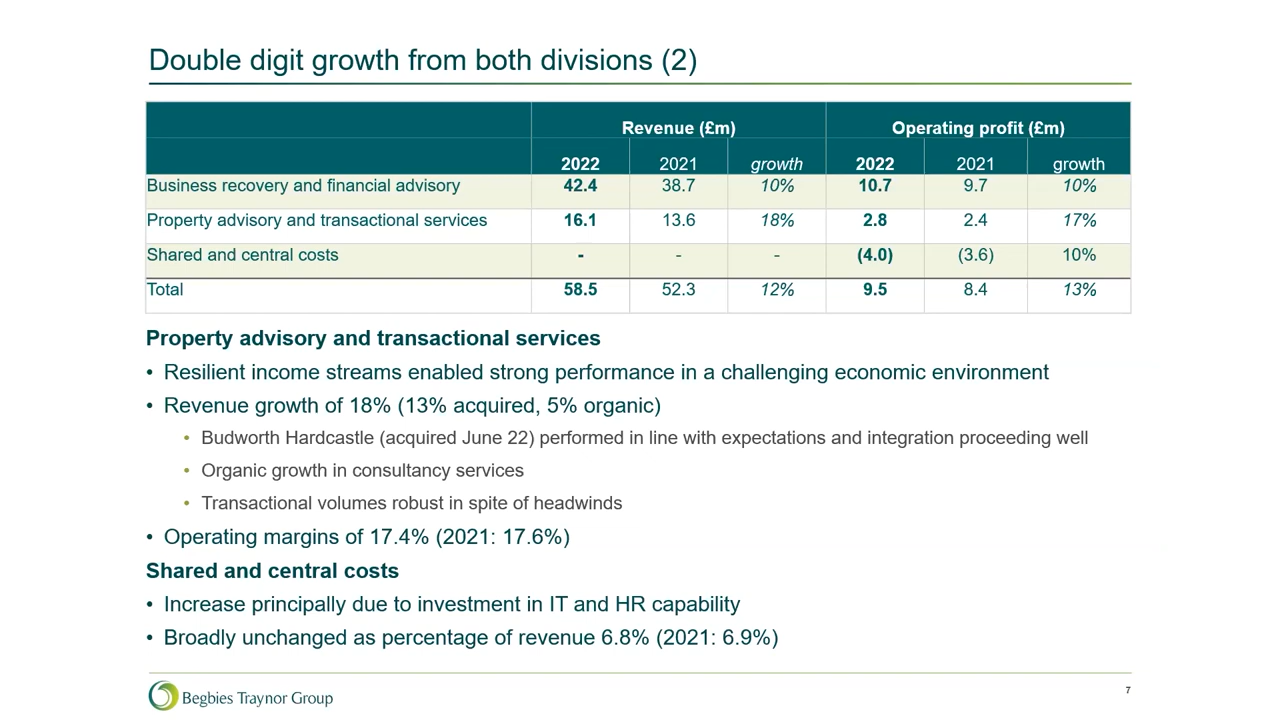 Double digit growth from both divisions (2)
Revenue (£m) Operating profit (£m)
2022 2021 growth 2022 2021 growth
Business recovery and financial advisory 42.4 38.7 10% 10.7 9.7 10%
Property advisory and transactional services 16.1 13.6 18% 2.8 2.4 17%
Shared and central costs - - - (4.0) (3.6) 10%
Total 58.5 52.3 12% 9.5 8.4 13%
Property advisory and transactional services
• Resilient income streams enabled strong performance in a challenging economic environment
• Revenue growth of 18% (13% acquired, 5% organic)
• Budworth Hardcastle (acquired June 22) performed in line with expectations and integration proceeding well
• Organic growth in consultancy services
• Transactional volumes robust in spite of headwinds
• Operating margins of 17.4% (2021: 17.6%)
Shared and central costs
• Increase principally due to investment in IT and HR capability
• Broadly unchanged as percentage of revenue 6.8% (2021: 6.9%)
Begbies Traynor Group
7